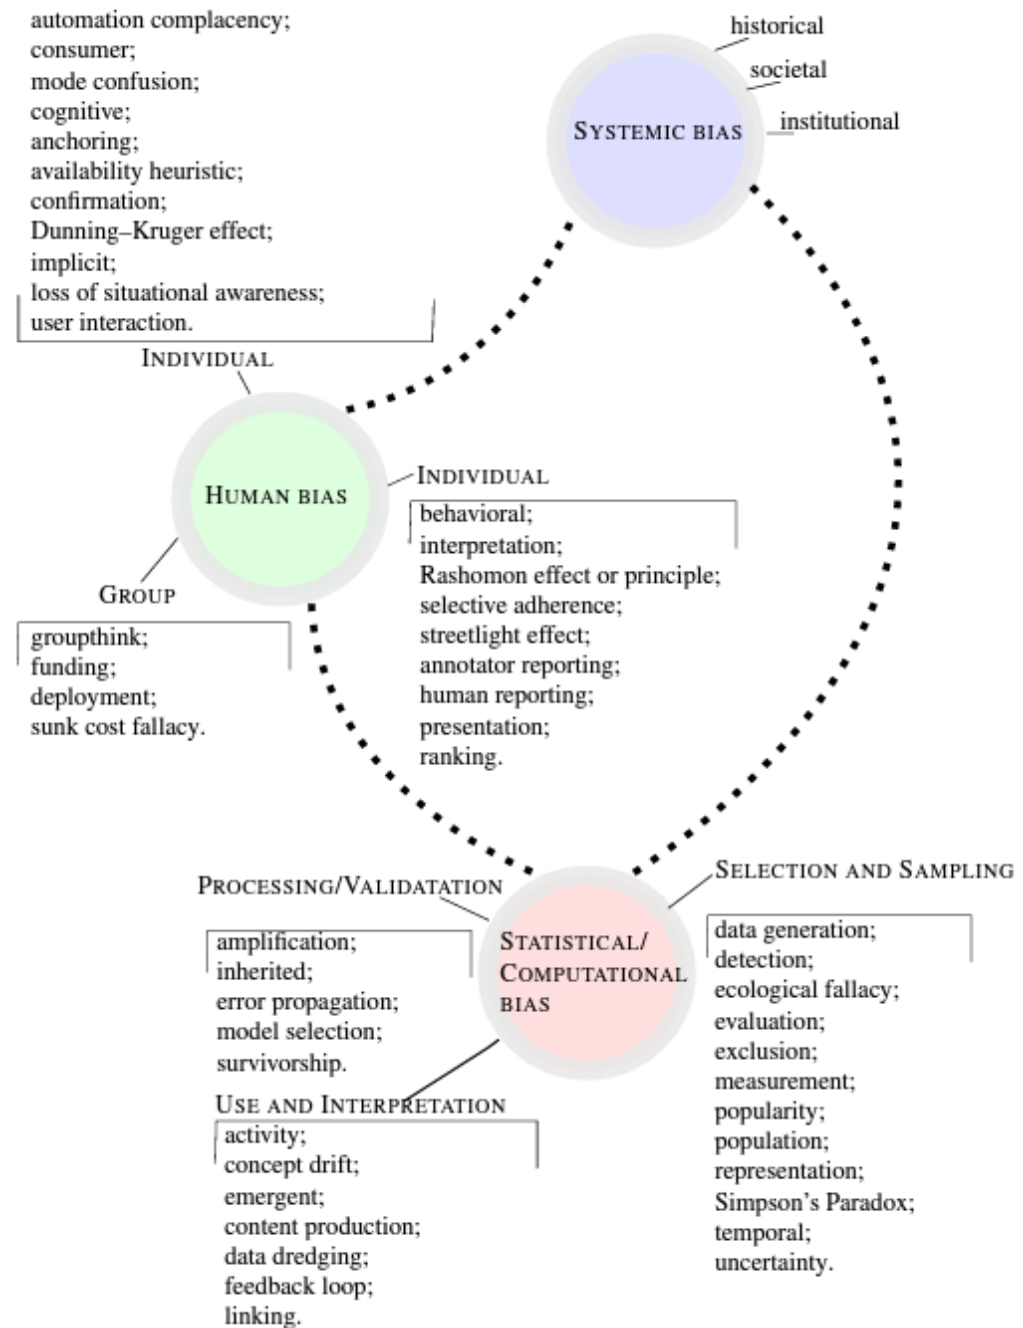 automation complacency;
consumer;
mode confusion;
cognitive;
anchoring;
availability heuristic;
confirmation;
Dunning–Kruger effect;
implicit;
loss of situational awareness;
user interaction.
INDIVIDUAL
historical
societal
institutional
SYSTEMIC BIAS
HUMAN BIAS
INDIVIDUAL
behavioral;
interpretation;
Rashomon effect or principle;
selective adherence;
streetlight effect;
annotator reporting;
human reporting;
presentation;
ranking.
GROUP
groupthink;
funding;
deployment;
sunk cost fallacy.
PROCESSING/VALIDATATION
amplification;
inherited;
error propagation;
model selection;
survivorship.
STATISTICAL/
COMPUTATIONAL
BIAS
SELECTION AND SAMPLING
data generation;
detection;
ecological fallacy;
evaluation;
exclusion;
measurement;
popularity;
population;
representation;
Simpson's Paradox;
temporal;
uncertainty.
USE AND INTERPRETATION
activity;
concept drift;
emergent;
content production;
data dredging;
feedback loop;
linking.